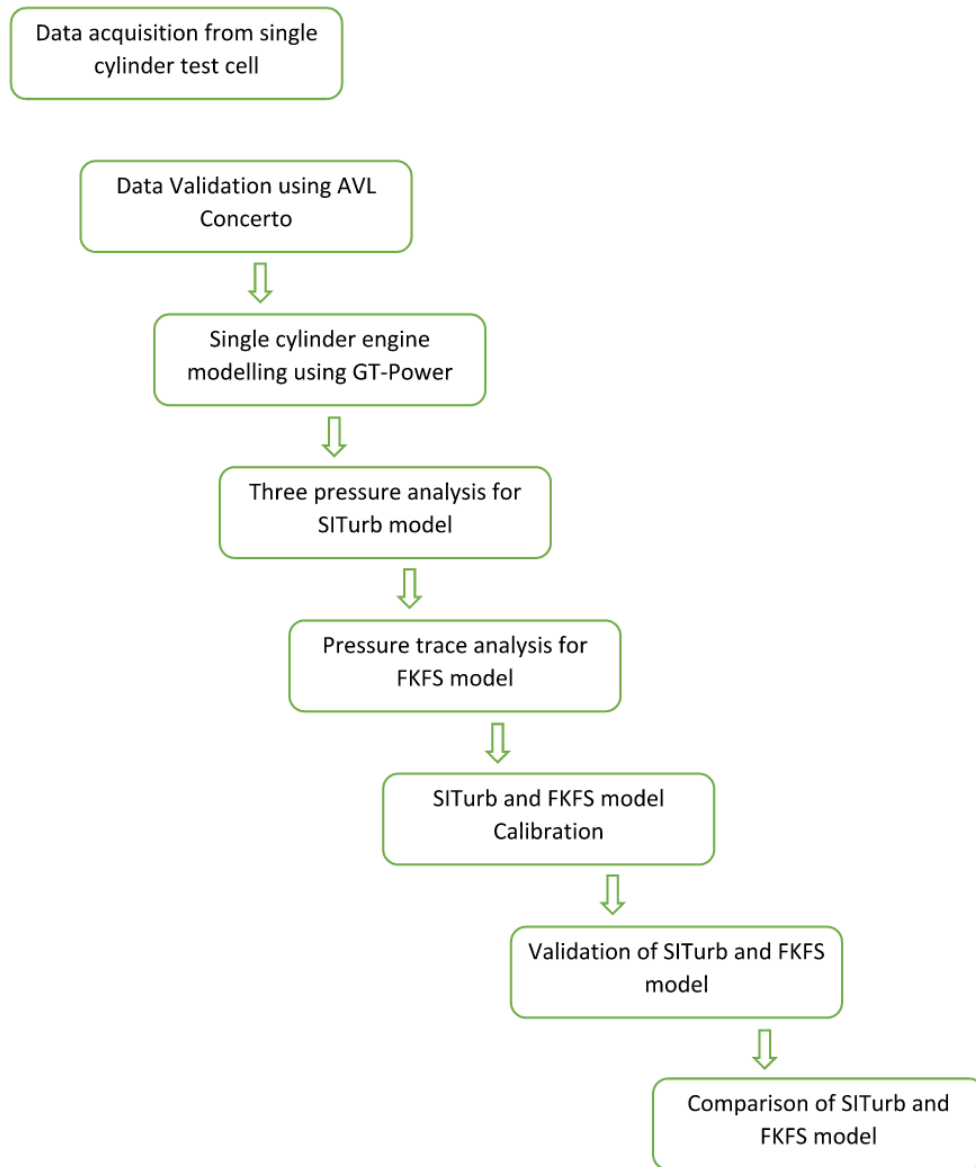 Data acquisition from single
cylinder test cell
Data Validation using AVL
Concerto
Single cylinder engine
modelling using GT-Power
Three pressure analysis for
SITurb model
Pressure trace analysis for
FKFS model
SITurb and FKFS model
Calibration
Validation of SITurb and FKFS
model
Comparison of SITurb and
FKFS model